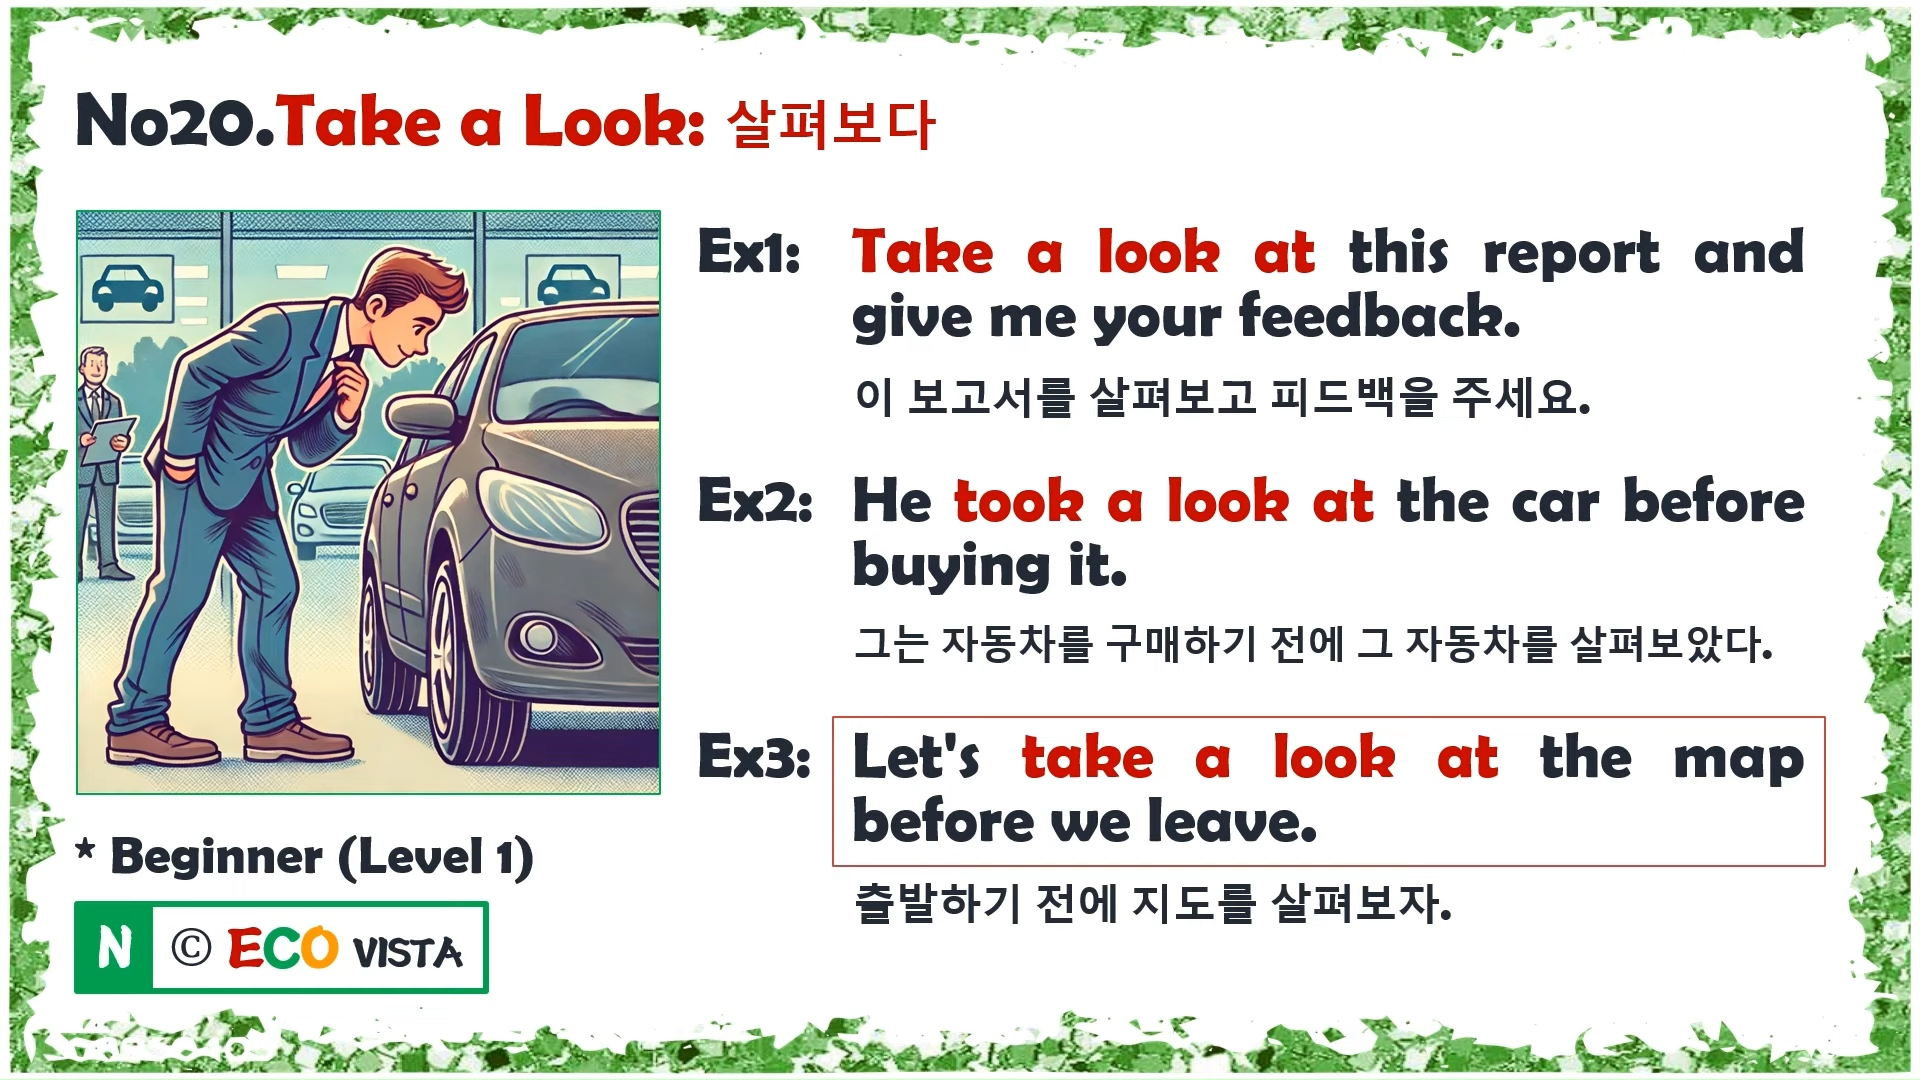 No20.Take a Look: 살펴보다
Ex1: Take a look at this report and
give me your feedback.
이 보고서를 살펴보고 피드백을 주세요.
Ex2: He took a look at the car before
buying it.
그는 자동차를 구매하기 전에 그 자동차를 살펴보았다.
Ex3: Let's take a look at the map
before we leave.
출발하기 전에 지도를 살펴보자.
* Beginner (Level 1)
N © ECO VISTA